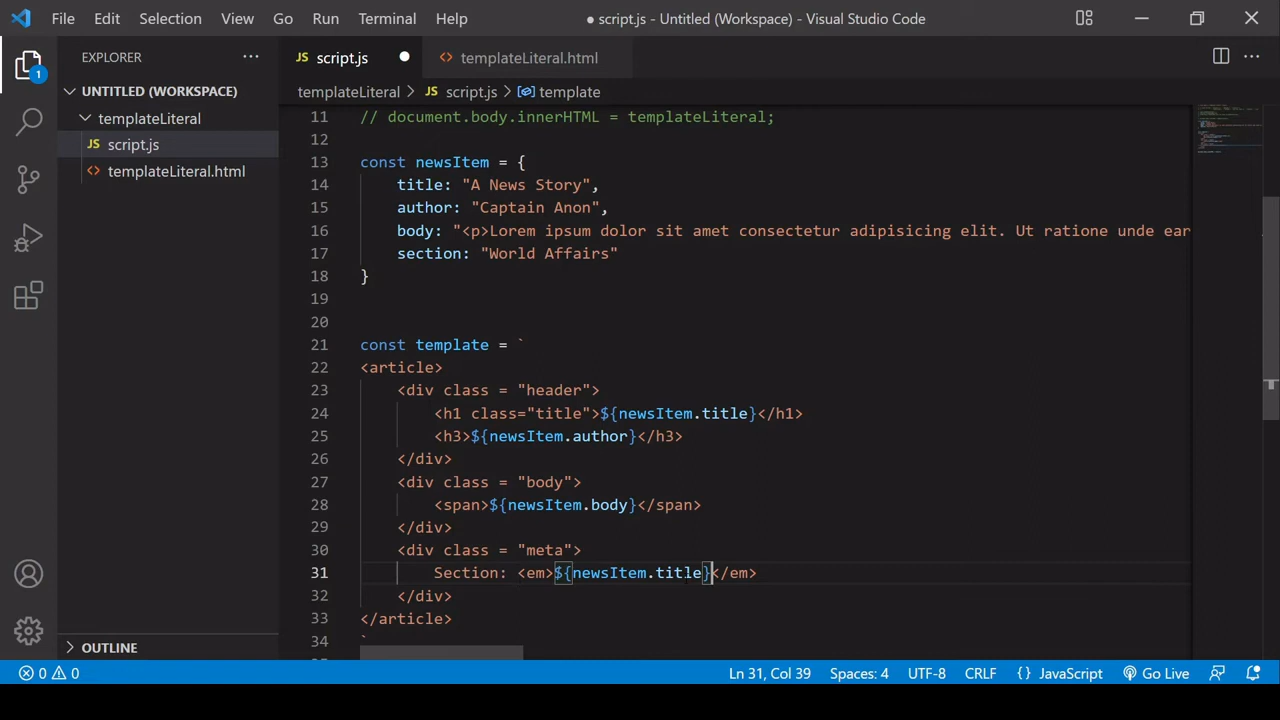 File Edit Selection View Go Run Terminal Help ● script.js - Untitled (Workspace) - Visual Studio Code
EXPLORER ···
JS script.js ●
<> templateLiteral.html
1
UNTITLED (WORKSPACE)
templateLiteral
JS script.js
<> templateLiteral.html
templateLiteral > JS script.js > template
11 // document.body.innerHTML = templateLiteral;
12
13 const newsItem = {
14     title: "A News Story",
15     author: "Captain Anon",
16     body: "<p>Lorem ipsum dolor sit amet consectetur adipisicing elit. Ut ratione unde ear
17     section: "World Affairs"
18 }
19
20
21 const template = `
22 <article>
23     <div class = "header">
24         <h1 class="title">${newsItem.title}</h1>
25         <h3>${newsItem.author}</h3>
26     </div>
27     <div class = "body">
28         <span>${newsItem.body}</span>
29     </div>
30     <div class = "meta">
31         Section: <em>${newsItem.title}</em>
32     </div>
33 </article>
34 `
OUTLINE
0 0
Ln 31, Col 39 Spaces: 4 UTF-8 CRLF {} JavaScript Go Live